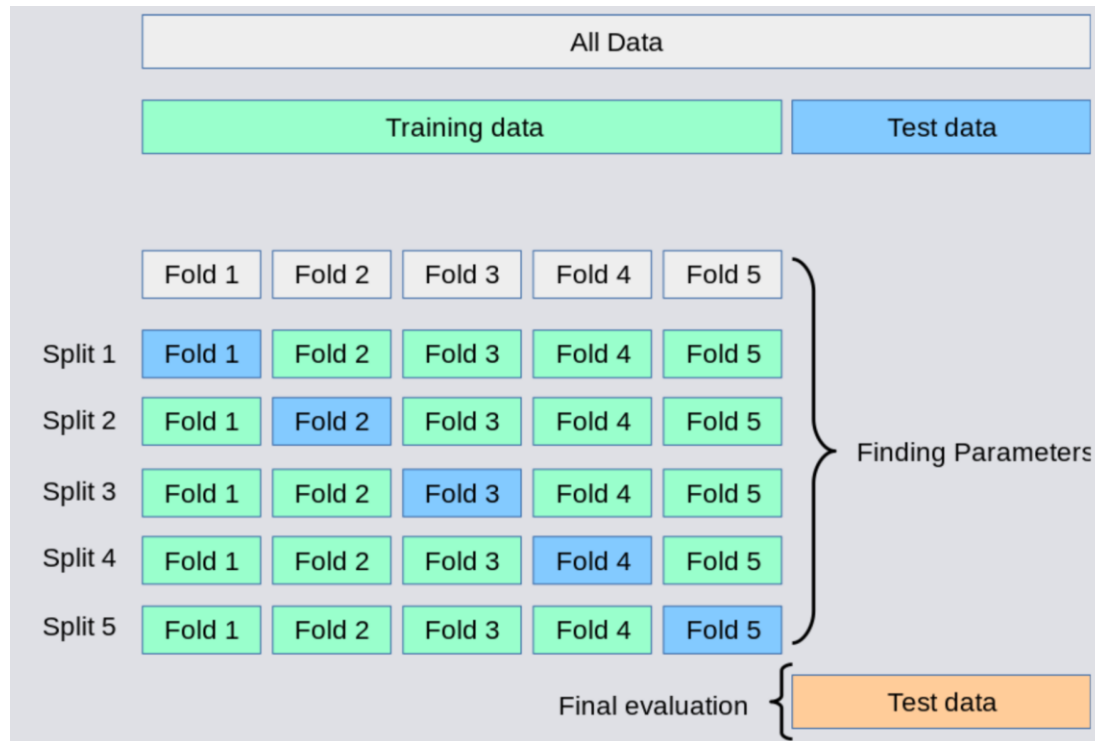 All Data
Training data Test data
Fold 1 Fold 2 Fold 3 Fold 4 Fold 5
Split 1 Fold 1 Fold 2 Fold 3 Fold 4 Fold 5
Split 2 Fold 1 Fold 2 Fold 3 Fold 4 Fold 5
Finding Parameters
Split 3 Fold 1 Fold 2 Fold 3 Fold 4 Fold 5
Split 4 Fold 1 Fold 2 Fold 3 Fold 4 Fold 5
Split 5 Fold 1 Fold 2 Fold 3 Fold 4 Fold 5
Final evaluation Test data